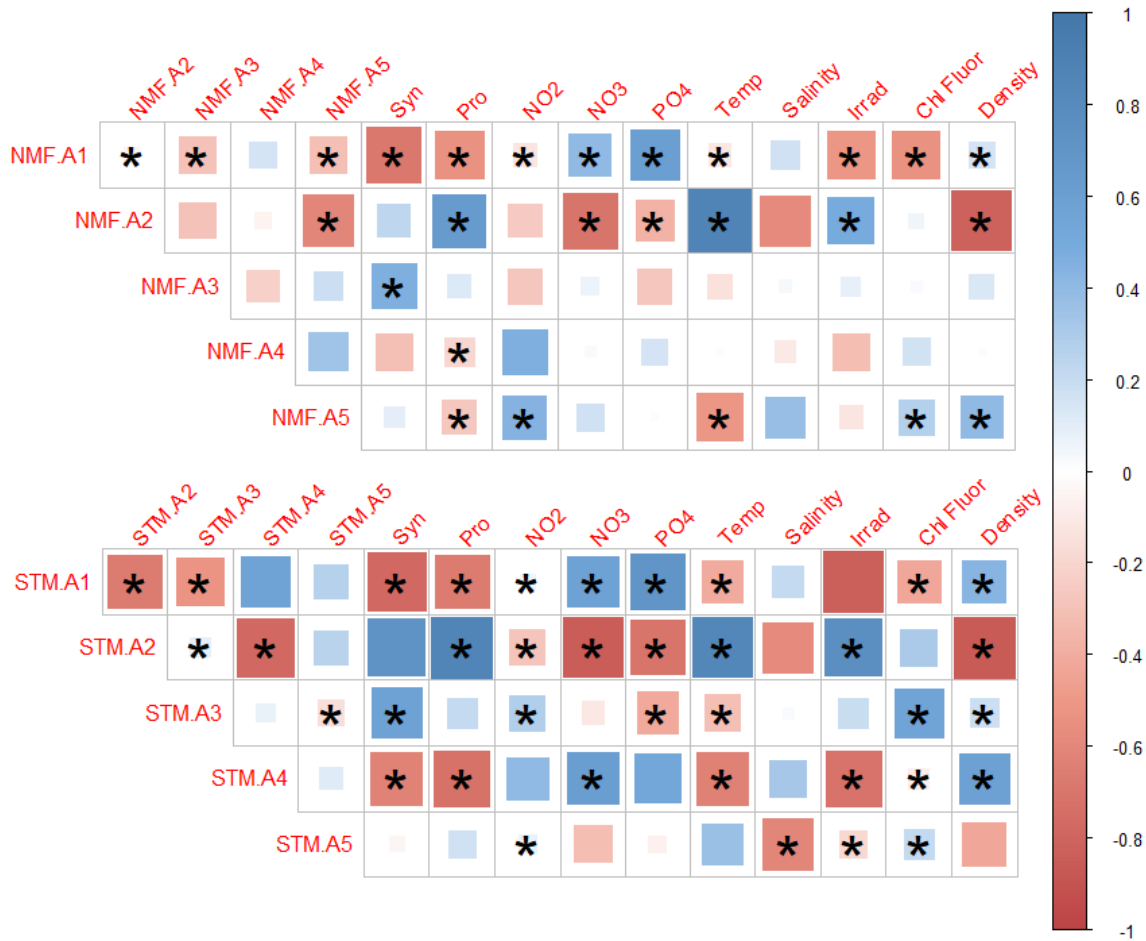 NMF.A2 NMF.A3 NMF.A4 NMF.A5 Syn Pro NO2 NO3 PO4 Temp Salinity Irrad Chl Fluor Density
NMF.A1 * * * * * * * * * * * *
NMF.A2 * * * * * * *
NMF.A3 *
NMF.A4 *
NMF.A5 * * * * *
STM.A2 STM.A3 STM.A4 STM.A5 Syn Pro NO2 NO3 PO4 Temp Salinity Irrad Chl Fluor Density
STM.A1 * * * * * * * * * *
STM.A2 * * * * * * * * *
STM.A3 * * * * * * *
STM.A4 * * * * * * *
STM.A5 * * * *
1
0.8
0.6
0.4
0.2
0
-0.2
-0.4
-0.6
-0.8
-1